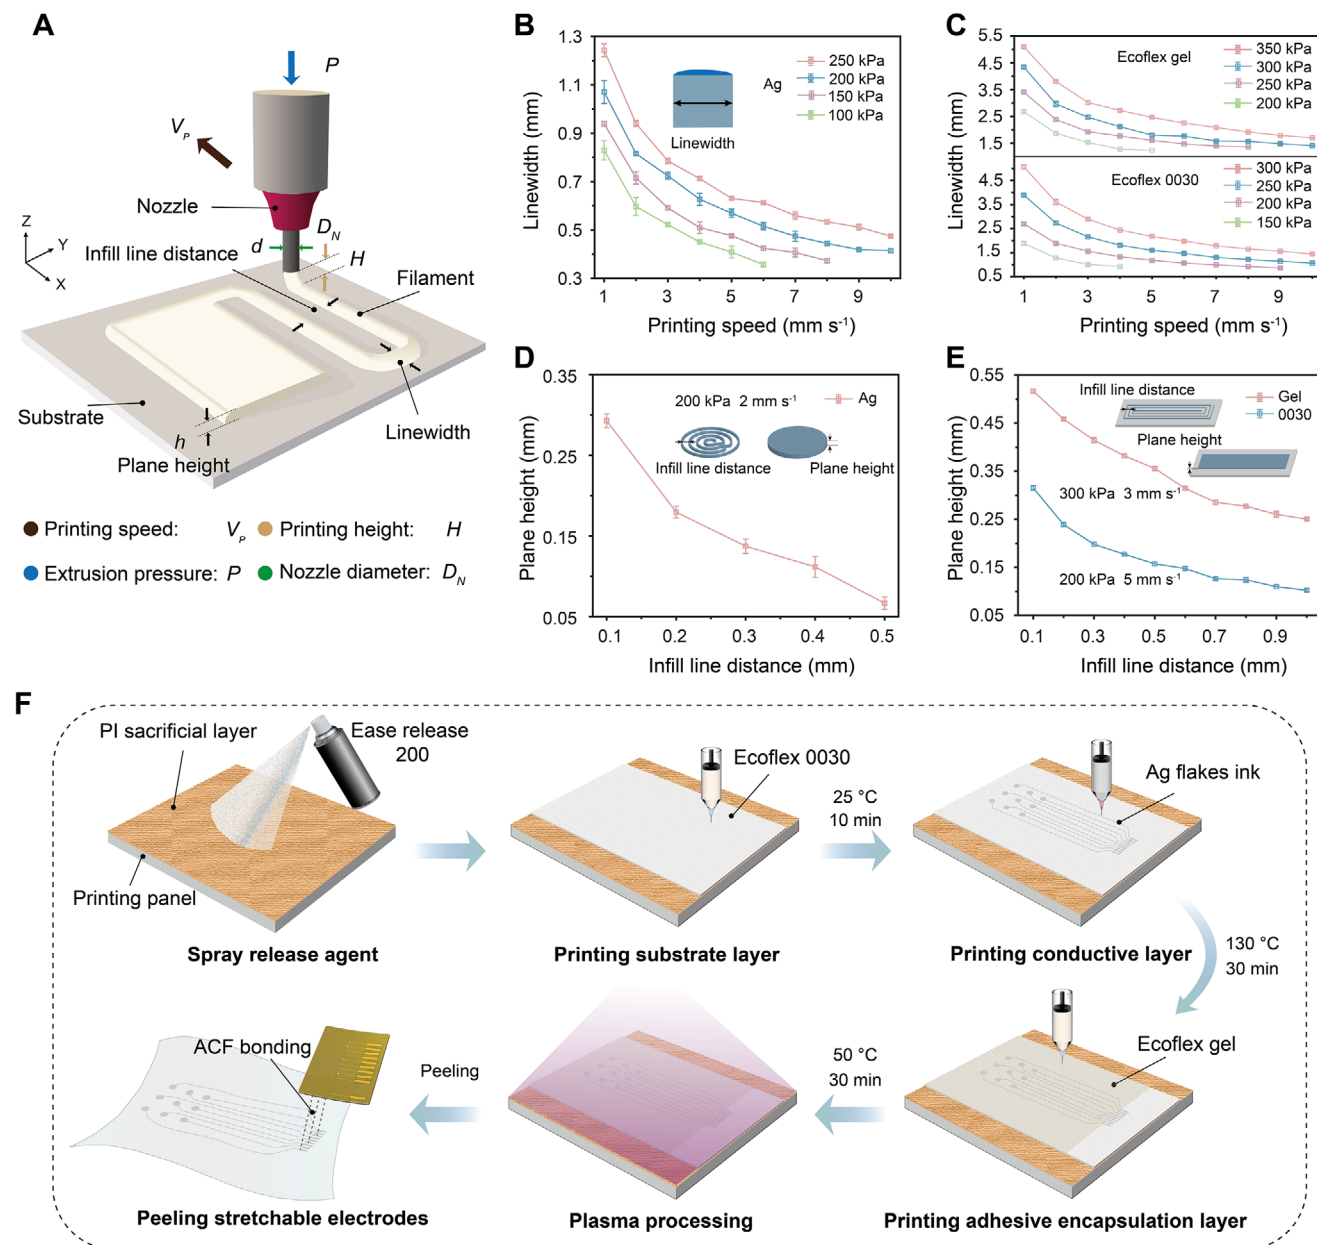 A
P
V_P
Nozzle
D_N
d
Infill line distance
H
Z
Y
X
Filament
Substrate
Linewidth
h
Plane height
Printing speed: V_P
Printing height: H
Extrusion pressure: P
Nozzle diameter: D_N
B
1.3
1.1
0.9
0.7
0.5
0.3
Linewidth (mm)
250 kPa
200 kPa
150 kPa
100 kPa
Ag
Linewidth
1 3 5 7 9
Printing speed (mm s⁻¹)
C
5.5
4.5
3.5
2.5
1.5
Ecoflex gel
350 kPa
300 kPa
250 kPa
200 kPa
Linewidth (mm)
4.5
3.5
2.5
1.5
0.5
Ecoflex 0030
300 kPa
250 kPa
200 kPa
150 kPa
1 3 5 7 9
Printing speed (mm s⁻¹)
D
0.35
0.25
0.15
0.05
Plane height (mm)
200 kPa 2 mm s⁻¹
Ag
Infill line distance
Plane height
0.1 0.2 0.3 0.4 0.5
Infill line distance (mm)
E
0.55
0.45
0.35
0.25
0.15
0.05
Plane height (mm)
Infill line distance
Gel
0030
Plane height
300 kPa 3 mm s⁻¹
200 kPa 5 mm s⁻¹
0.1 0.3 0.5 0.7 0.9
Infill line distance (mm)
F
PI sacrificial layer
Ease release
200
Printing panel
Spray release agent
Ecoflex 0030
Printing substrate layer
25 °C
10 min
Ag flakes ink
Printing conductive layer
130 °C
30 min
Ecoflex gel
Printing adhesive encapsulation layer
50 °C
30 min
Plasma processing
Peeling
ACF bonding
Peeling stretchable electrodes